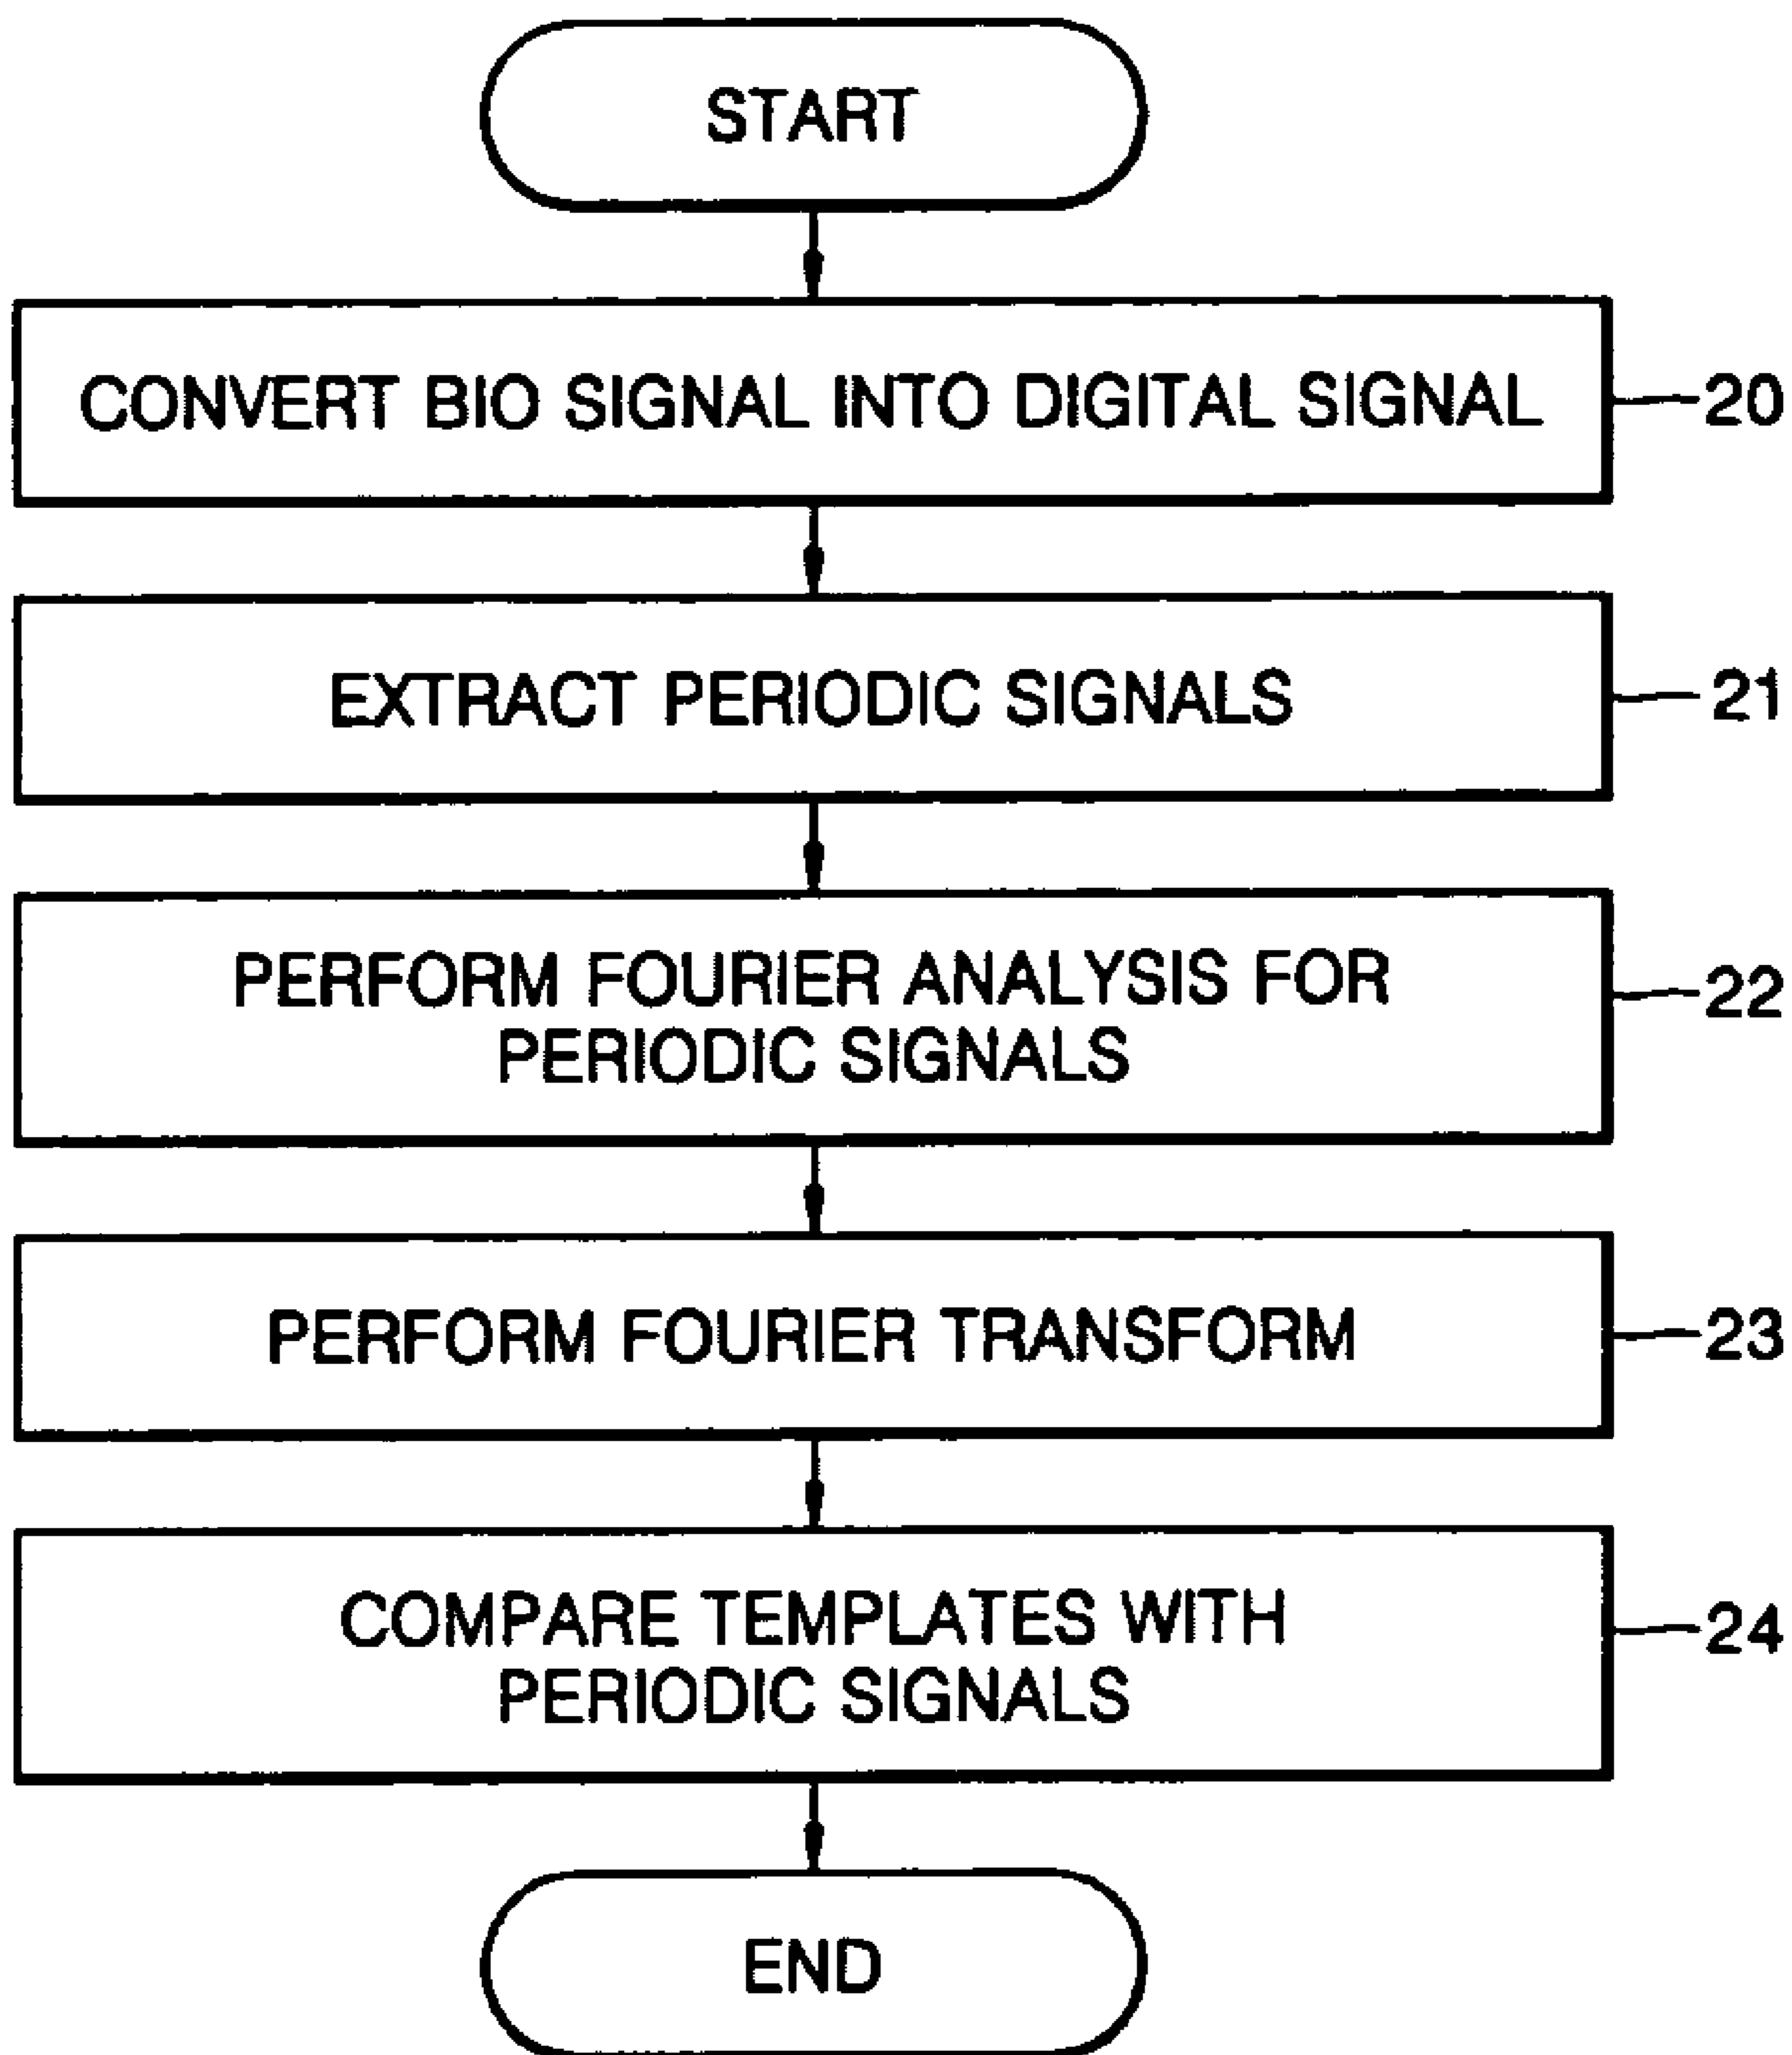 START
CONVERT BIO SIGNAL INTO DIGITAL SIGNAL
20
EXTRACT PERIODIC SIGNALS
21
PERFORM FOURIER ANALYSIS FOR
PERIODIC SIGNALS
22
PERFORM FOURIER TRANSFORM
23
COMPARE TEMPLATES WITH
PERIODIC SIGNALS
24
END